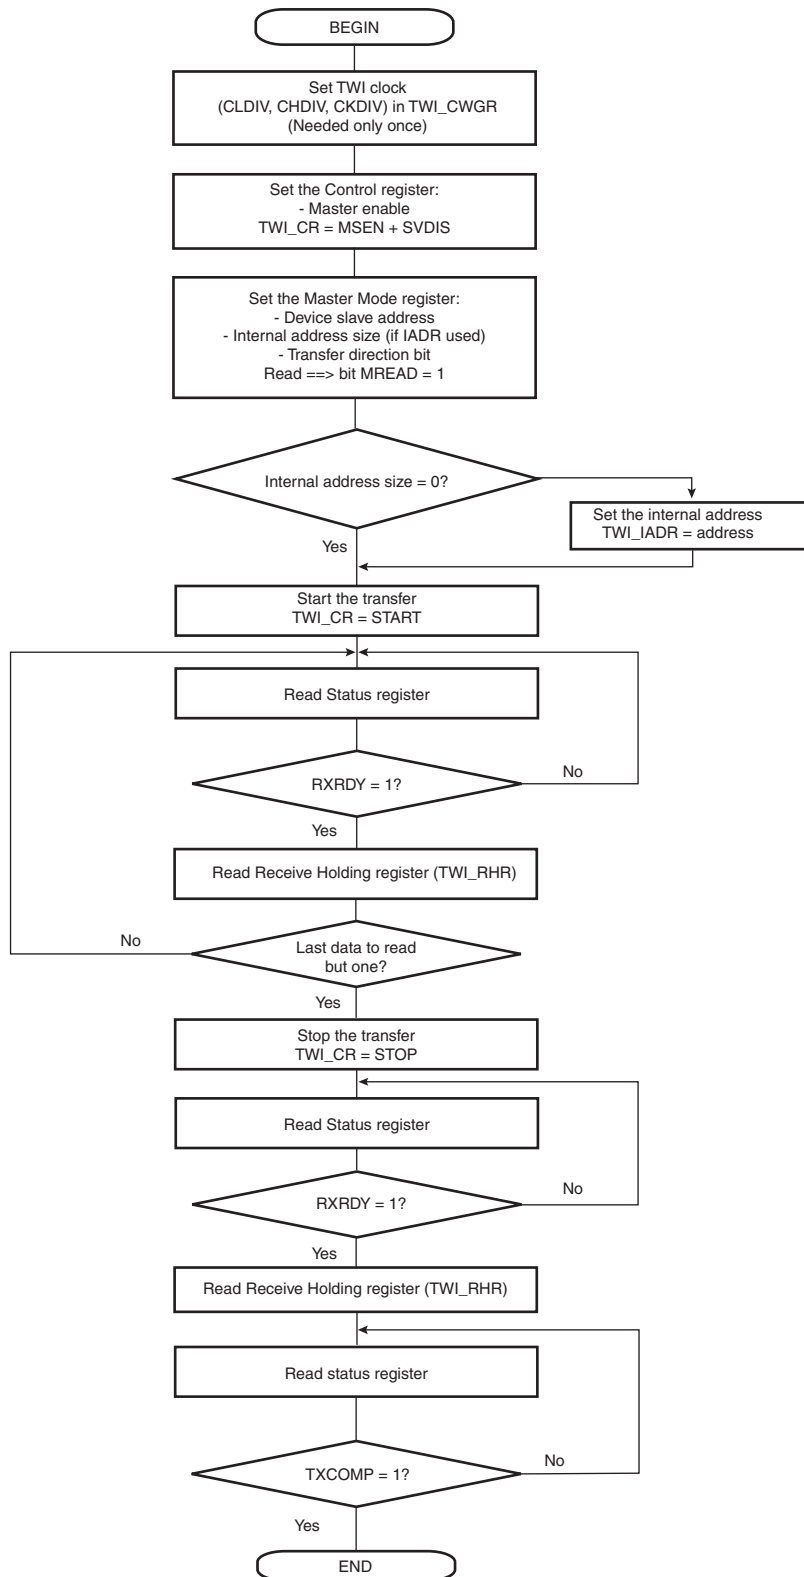 BEGIN
Set TWI clock
(CLDIV, CHDIV, CKDIV) in TWI_CWGR
(Needed only once)
Set the Control register:
- Master enable
TWI_CR = MSEN + SVDIS
Set the Master Mode register:
- Device slave address
- Internal address size (if IADR used)
- Transfer direction bit
Read ==> bit MREAD = 1
Internal address size = 0?
Set the internal address
TWI_IADR = address
Yes
Start the transfer
TWI_CR = START
Read Status register
RXRDY = 1?
No
Yes
Read Receive Holding register (TWI_RHR)
No
Last data to read
but one?
Yes
Stop the transfer
TWI_CR = STOP
Read Status register
RXRDY = 1?
No
Yes
Read Receive Holding register (TWI_RHR)
Read status register
TXCOMP = 1?
No
Yes
END